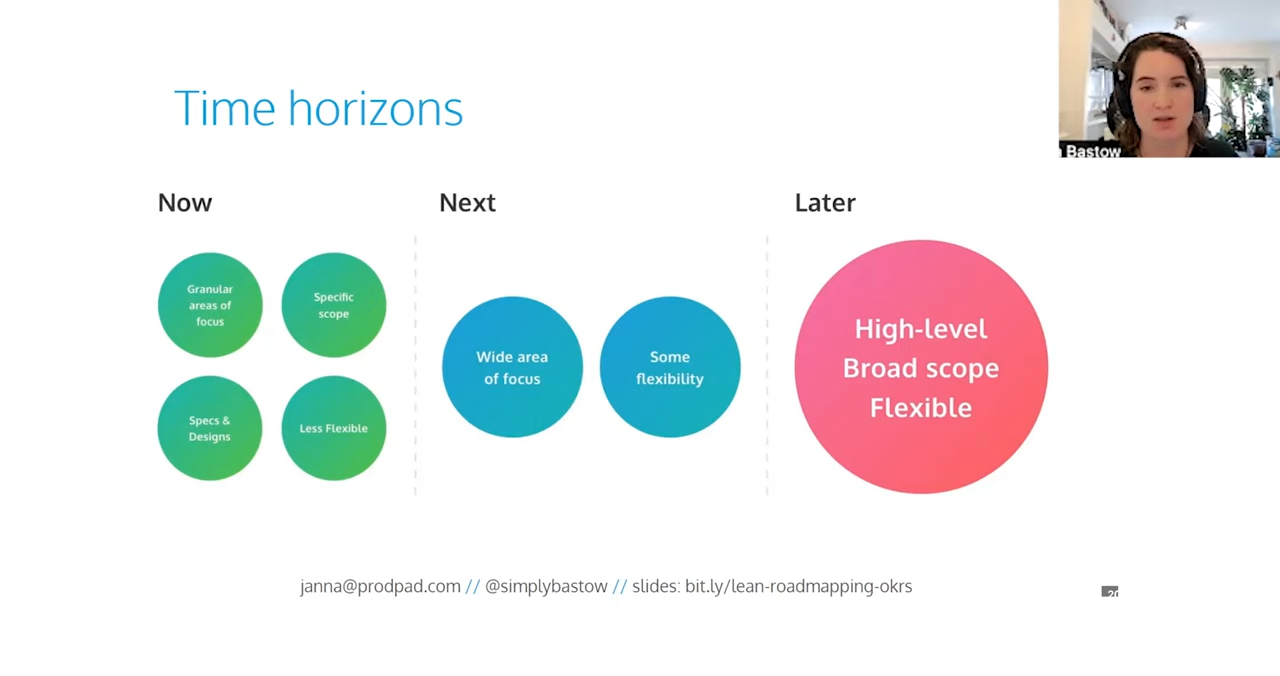 Time horizons
Now
Next
Later
Granular
areas of
focus
Specific
scope
Specs &
Designs
Less Flexible
Wide area
of focus
Some
flexibility
High-level
Broad scope
Flexible
Bastow
janna@prodpad.com // @simplybastow // slides: bit.ly/lean-roadmapping-okrs